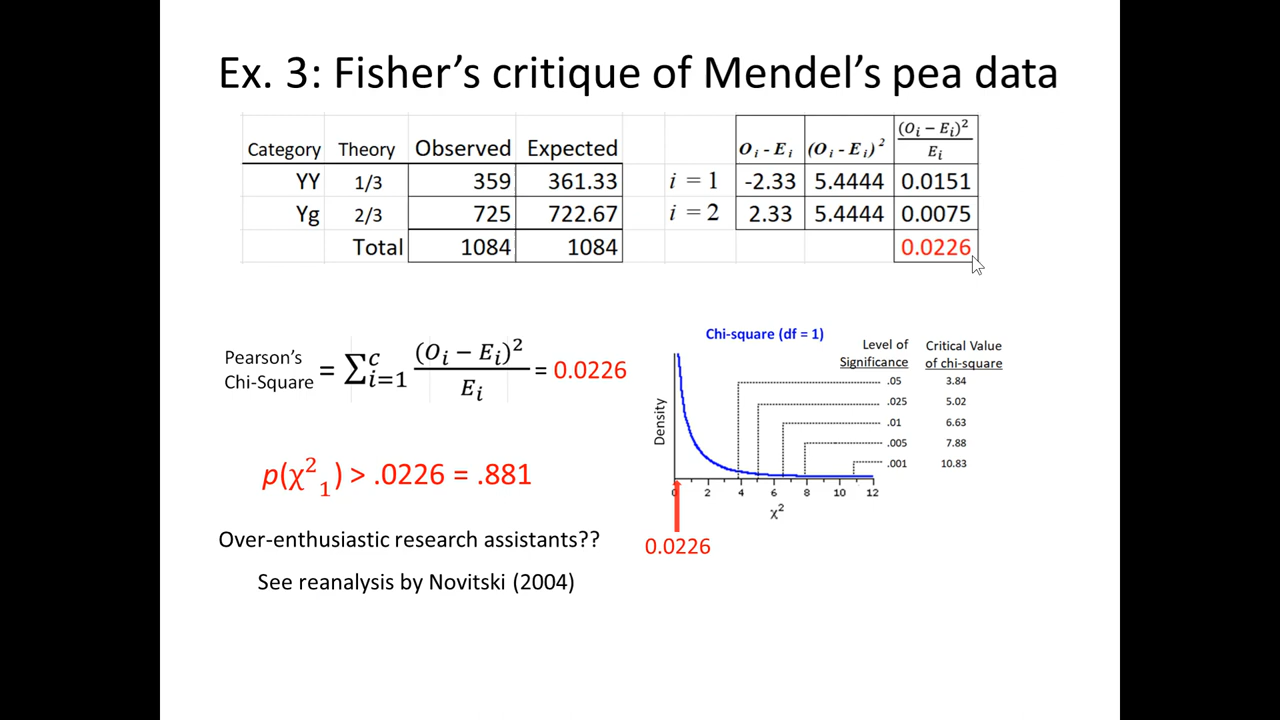 Ex. 3: Fisher’s critique of Mendel’s pea data
Category Theory Observed Expected Oᵢ - Eᵢ (Oᵢ - Eᵢ)² (Oᵢ − Eᵢ)²/Eᵢ
YY 1/3 359 361.33 i = 1 -2.33 5.4444 0.0151
Yg 2/3 725 722.67 i = 2 2.33 5.4444 0.0075
Total 1084 1084 0.0226
Pearson’s
Chi-Square = ∑ᶜᵢ₌₁ (Oᵢ − Eᵢ)²/Eᵢ = 0.0226
p(χ²₁) > .0226 = .881
Over-enthusiastic research assistants??
See reanalysis by Novitski (2004)
Chi-square (df = 1)
Level of Significance Critical Value of chi-square
.05 3.84
.025 5.02
.01 6.63
.005 7.88
.001 10.83
Density
0 2 4 6 8 10 12
χ²
0.0226